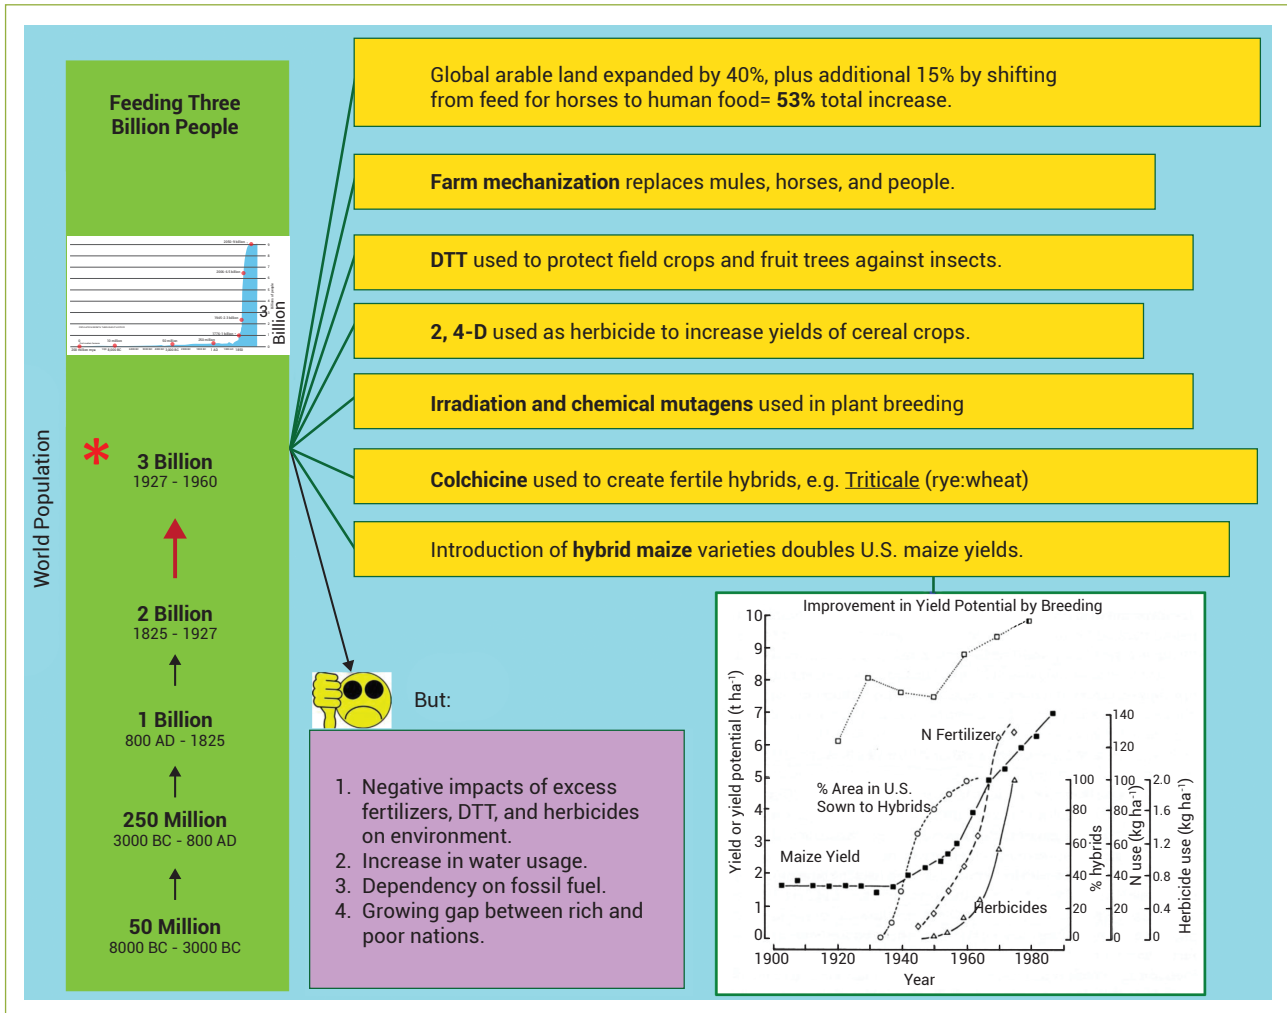 Feeding Three
Billion People
3
Billion
World Population
*
3 Billion
1927 - 1960
2 Billion
1825 - 1927
1 Billion
800 AD - 1825
250 Million
3000 BC - 800 AD
50 Million
8000 BC - 3000 BC
Global arable land expanded by 40%, plus additional 15% by shifting
from feed for horses to human food= 53% total increase.
Farm mechanization replaces mules, horses, and people.
DTT used to protect field crops and fruit trees against insects.
2, 4-D used as herbicide to increase yields of cereal crops.
Irradiation and chemical mutagens used in plant breeding
Colchicine used to create fertile hybrids, e.g. Triticale (rye:wheat)
Introduction of hybrid maize varieties doubles U.S. maize yields.
But:
1. Negative impacts of excess
fertilizers, DTT, and herbicides
on environment.
2. Increase in water usage.
3. Dependency on fossil fuel.
4. Growing gap between rich and
poor nations.
Improvement in Yield Potential by Breeding
Yield or yield potential (t ha⁻¹)
10
9
8
7
6
5
4
3
2
1
0
N Fertilizer
% Area in U.S.
Sown to Hybrids
Maize Yield
Herbicides
100
80
60
40
20
0
% hybrids
140
120
100
80
60
40
20
0
N use (kg ha⁻¹)
2.0
1.6
1.2
0.8
0.4
0
Herbicide use (kg ha⁻¹)
1900 1920 1940 1960 1980
Year